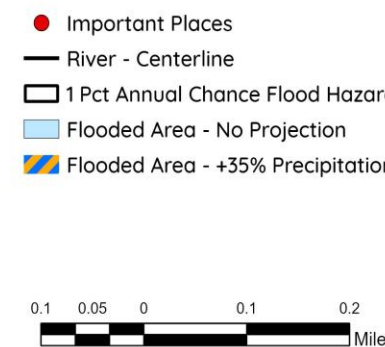 Important Places
River - Centerline
1 Pct Annual Chance Flood Hazar
Flooded Area - No Projection
Flooded Area - +35% Precipitation
0.1 0.05 0 0.1 0.2
Mile